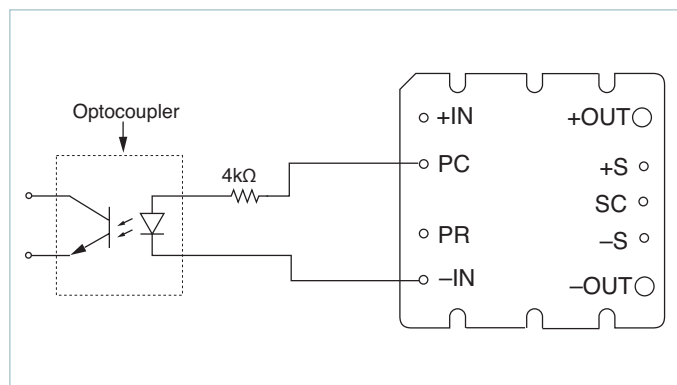 Optocoupler
4kΩ
+IN
PC
PR
–IN
+OUT
+S
SC
–S
–OUT